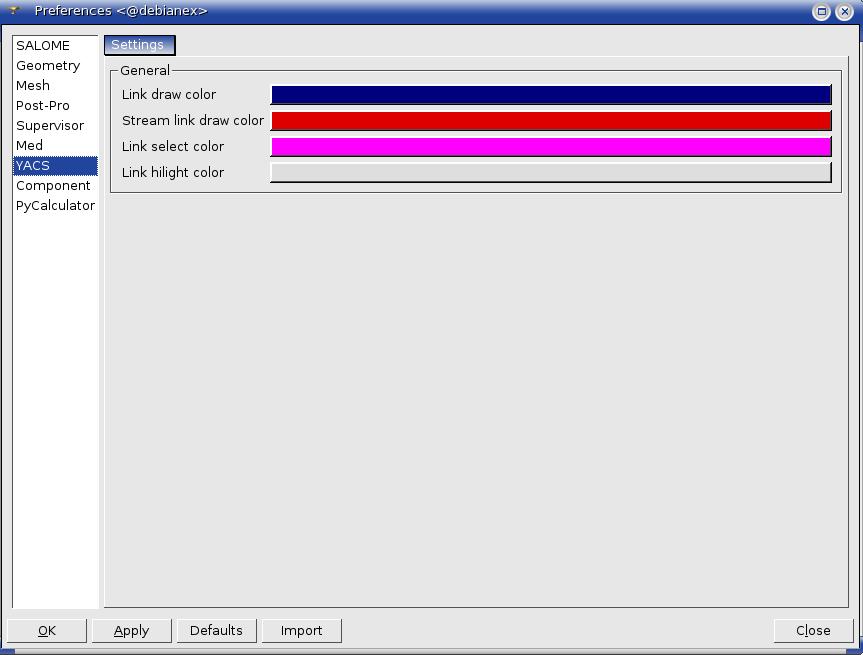 Preferences <@debianex>
SALOME
Geometry
Mesh
Post-Pro
Supervisor
Med
YACS
Component
PyCalculator
Settings
General
Link draw color
Stream link draw color
Link select color
Link hilight color
OK
Apply
Defaults
Import
Close